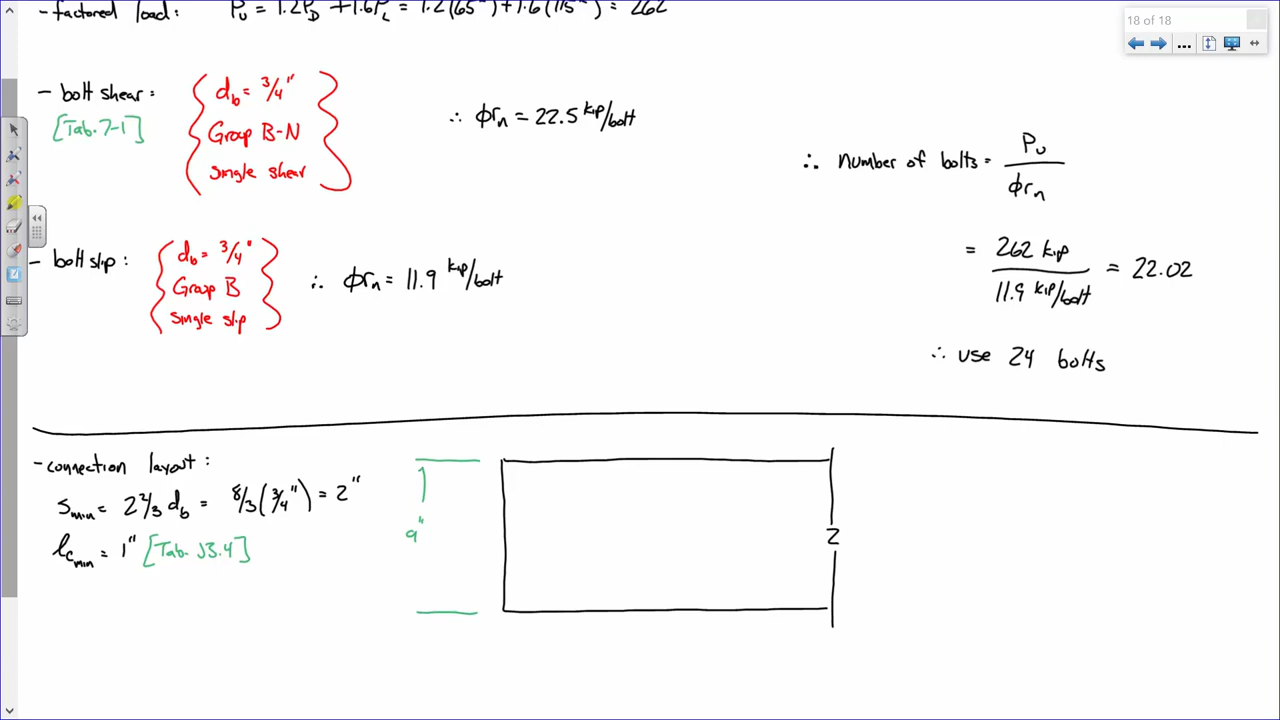 - factored load: Pu = 1.2PD + 1.6PL = 1.2(65ᵏ) + 1.6(115ᵏ) = 262
18 of 18
- bolt shear: { db = 3/4" } ∴ ϕrn = 22.5 kip/bolt
[Tab. 7-1] Group B-N
single shear
∴ number of bolts = Pu / ϕrn
- bolt slip: { db = 3/4" } ∴ ϕrn = 11.9 kip/bolt
Group B
single slip
= 262 kip / 11.9 kip/bolt = 22.02
∴ use 24 bolts
- connection layout:
smin = 2 2/3 db = 8/3 (3/4") = 2"
lc min = 1" [Tab. J3.4]
9"
2